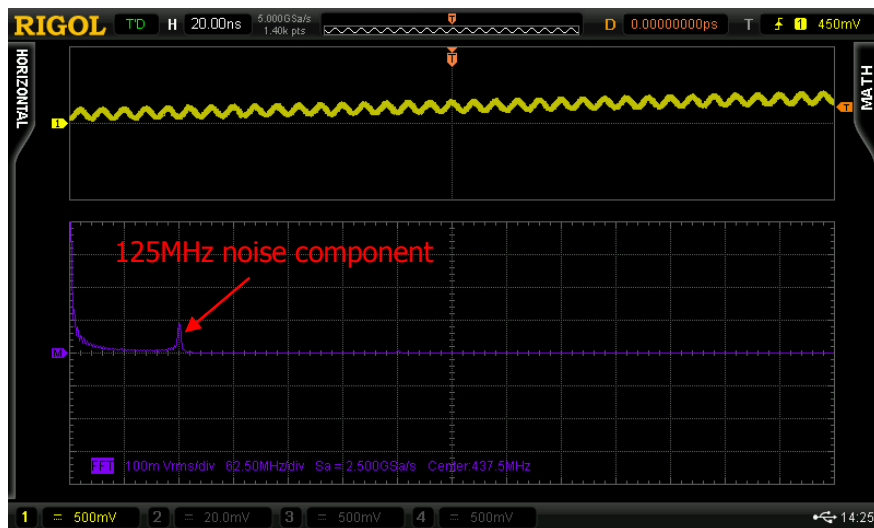 RIGOL T'D H 20.00ns 5.000GSa/s 1.40k pts T D 0.00000000ps T 1 450mV
HORIZONTAL
MATH
T
1
T
125MHz noise component
M
FFT 100m Vrms/div 62.50MHz/div Sa = 2.500GSa/s Center:437.5MHz
1 = 500mV 2 = 20.0mV 3 = 500mV 4 = 500mV 14:25